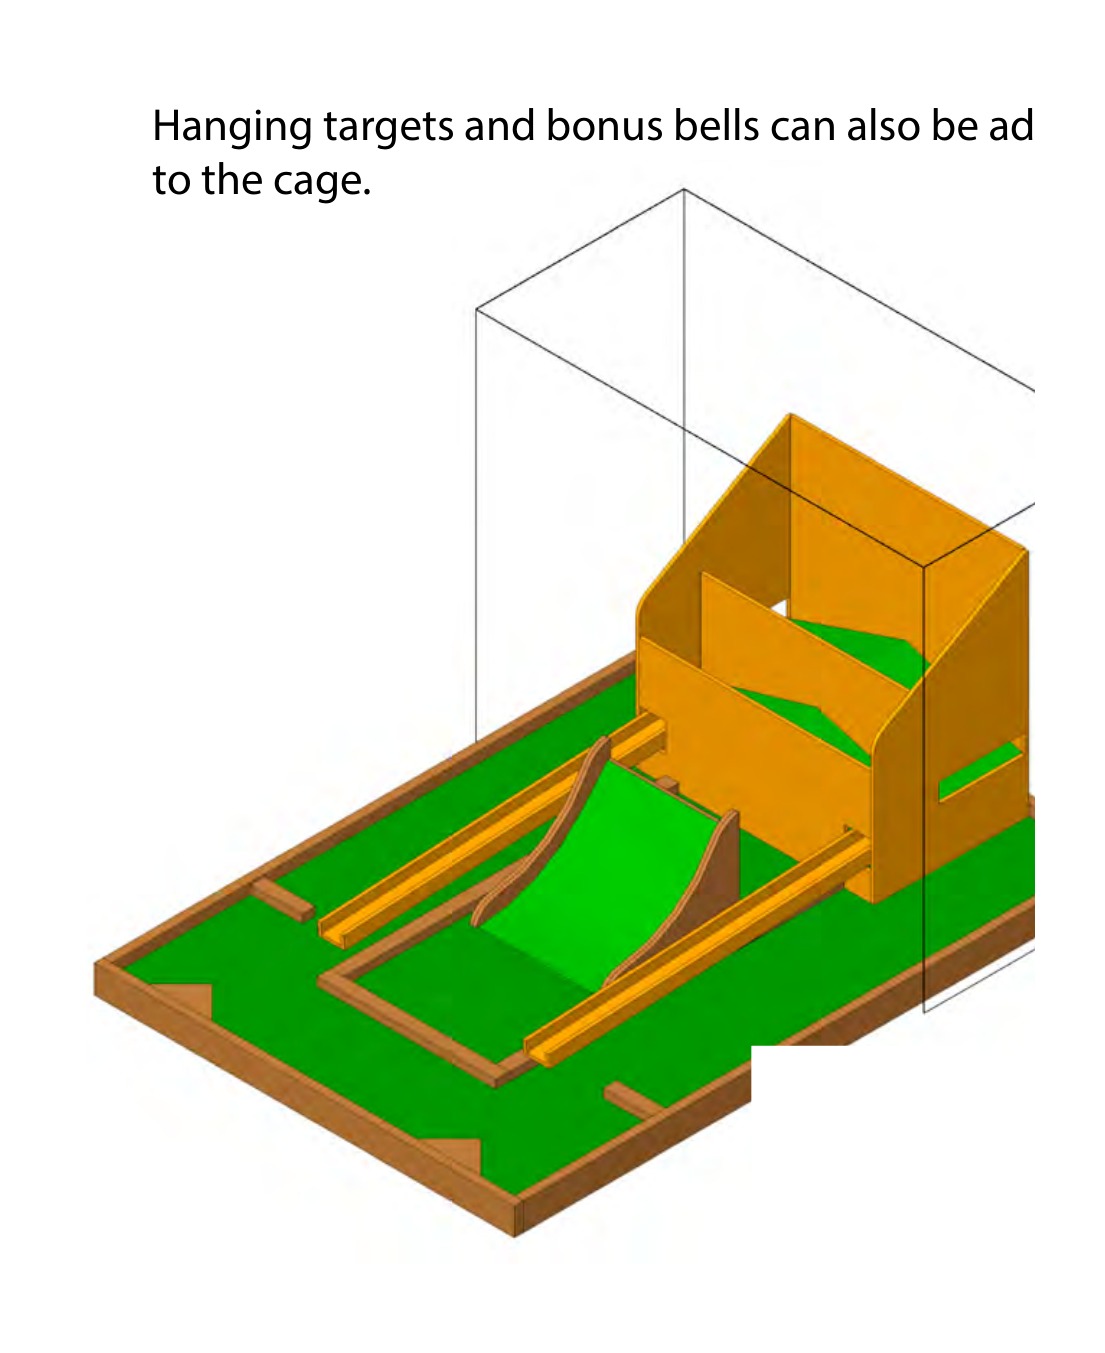 Hanging targets and bonus bells can also be ad
to the cage.